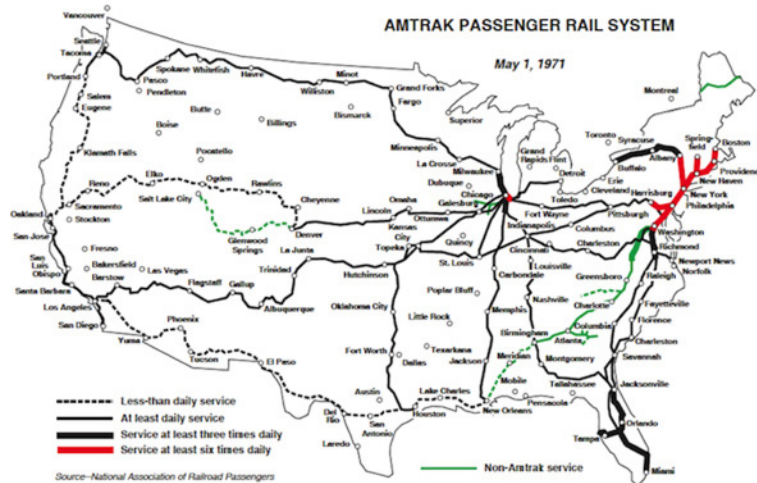 AMTRAK PASSENGER RAIL SYSTEM
May 1, 1971
Vancouver
Seattle
Tacoma
Portland
Salem
Eugene
Klamath Falls
Pasco
Pendleton
Spokane
Whitefish
Havre
Williston
Minot
Grand Forks
Fargo
Butte
Billings
Bismarck
Boise
Pocatello
Minneapolis
Superior
La Crosse
Milwaukee
Dubuque
Chicago
Galesburg
Grand Rapids
Flint
Detroit
Toronto
Montreal
Syracuse
Buffalo
Albany
Spring-
field
Boston
Providence
New Haven
New York
Philadelphia
Harrisburg
Erie
Cleveland
Toledo
Pittsburgh
Fort Wayne
Columbus
Indianapolis
Cincinnati
Charleston
Washington
Richmond
Newport News
Norfolk
Raleigh
Greensboro
Fayetteville
Charlotte
Florence
Columbia
Charleston
Savannah
Atlanta
Birmingham
Montgomery
Meridian
Jacksonville
Tallahassee
Pensacola
Mobile
Orlando
Tampa
Miami
Reno
Elko
Ogden
Rawlins
Cheyenne
Salt Lake
City
Glenwood
Springs
Denver
Sacramento
Oakland
Stockton
San Jose
Fresno
San
Luis
Obispo
Bakersfield
Barstow
Las Vegas
Santa Barbara
Los Angeles
San Diego
Yuma
Phoenix
Tucson
El Paso
Flagstaff
Gallup
Albuquerque
Trinidad
La Junta
Hutchinson
Lincoln
Omaha
Ottumwa
Kansas
City
Topeka
Quincy
St. Louis
Carbondale
Louisville
Nashville
Poplar Bluff
Memphis
Little Rock
Oklahoma
City
Fort Worth
Dallas
Texarkana
Jackson
Austin
Lake Charles
Houston
New Orleans
Del
Rio
San
Antonio
Laredo
Less-than daily service
At least daily service
Service at least three times daily
Service at least six times daily
Non-Amtrak service
Source–National Association of Railroad Passengers